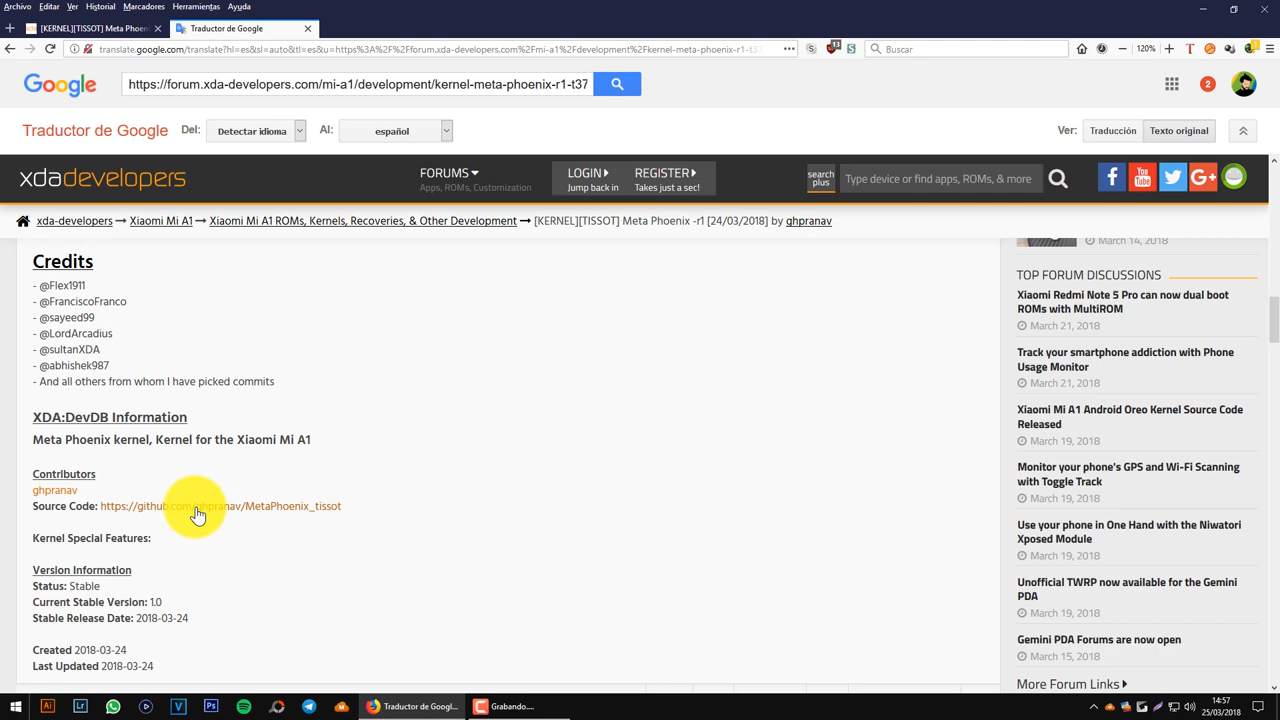 Archivo Editar Ver Historial Marcadores Herramientas Ayuda
[KERNEL][TISSOT] Meta Phoen
Traductor de Google
translate.google.com/translate?hl=es&sl=auto&tl=es&u=https%3A%2F%2Fforum.xda-developers.com%2Fmi-a1%2Fdevelopment%2Fkernel-meta-phoenix-r1-t37
Buscar
120%
Google
https://forum.xda-developers.com/mi-a1/development/kernel-meta-phoenix-r1-t37
2
Traductor de Google
Del:
Detectar idioma
Al:
español
Ver:
Traducción
Texto original
xdadevelopers
FORUMS
Apps, ROMs, Customization
LOGIN
Jump back in
REGISTER
Takes just a sec!
search plus
Type device or find apps, ROMs, & more
xda-developers → Xiaomi Mi A1 → Xiaomi Mi A1 ROMs, Kernels, Recoveries, & Other Development → [KERNEL][TISSOT] Meta Phoenix -r1 [24/03/2018] by ghpranav
Credits
- @Flex1911
- @FranciscoFranco
- @sayeed99
- @LordArcadius
- @sultanXDA
- @abhishek987
- And all others from whom I have picked commits
XDA:DevDB Information
Meta Phoenix kernel, Kernel for the Xiaomi Mi A1
Contributors
ghpranav
Source Code: https://github.com/ghpranav/MetaPhoenix_tissot
Kernel Special Features:
Version Information
Status: Stable
Current Stable Version: 1.0
Stable Release Date: 2018-03-24
Created 2018-03-24
Last Updated 2018-03-24
March 14, 2018
TOP FORUM DISCUSSIONS
Xiaomi Redmi Note 5 Pro can now dual boot
ROMs with MultiROM
March 21, 2018
Track your smartphone addiction with Phone
Usage Monitor
March 21, 2018
Xiaomi Mi A1 Android Oreo Kernel Source Code
Released
March 19, 2018
Monitor your phone's GPS and Wi-Fi Scanning
with Toggle Track
March 19, 2018
Use your phone in One Hand with the Niwatori
Xposed Module
March 19, 2018
Unofficial TWRP now available for the Gemini
PDA
March 19, 2018
Gemini PDA Forums are now open
March 15, 2018
More Forum Links
Traductor de Google ...
Grabando....
14:57
25/03/2018